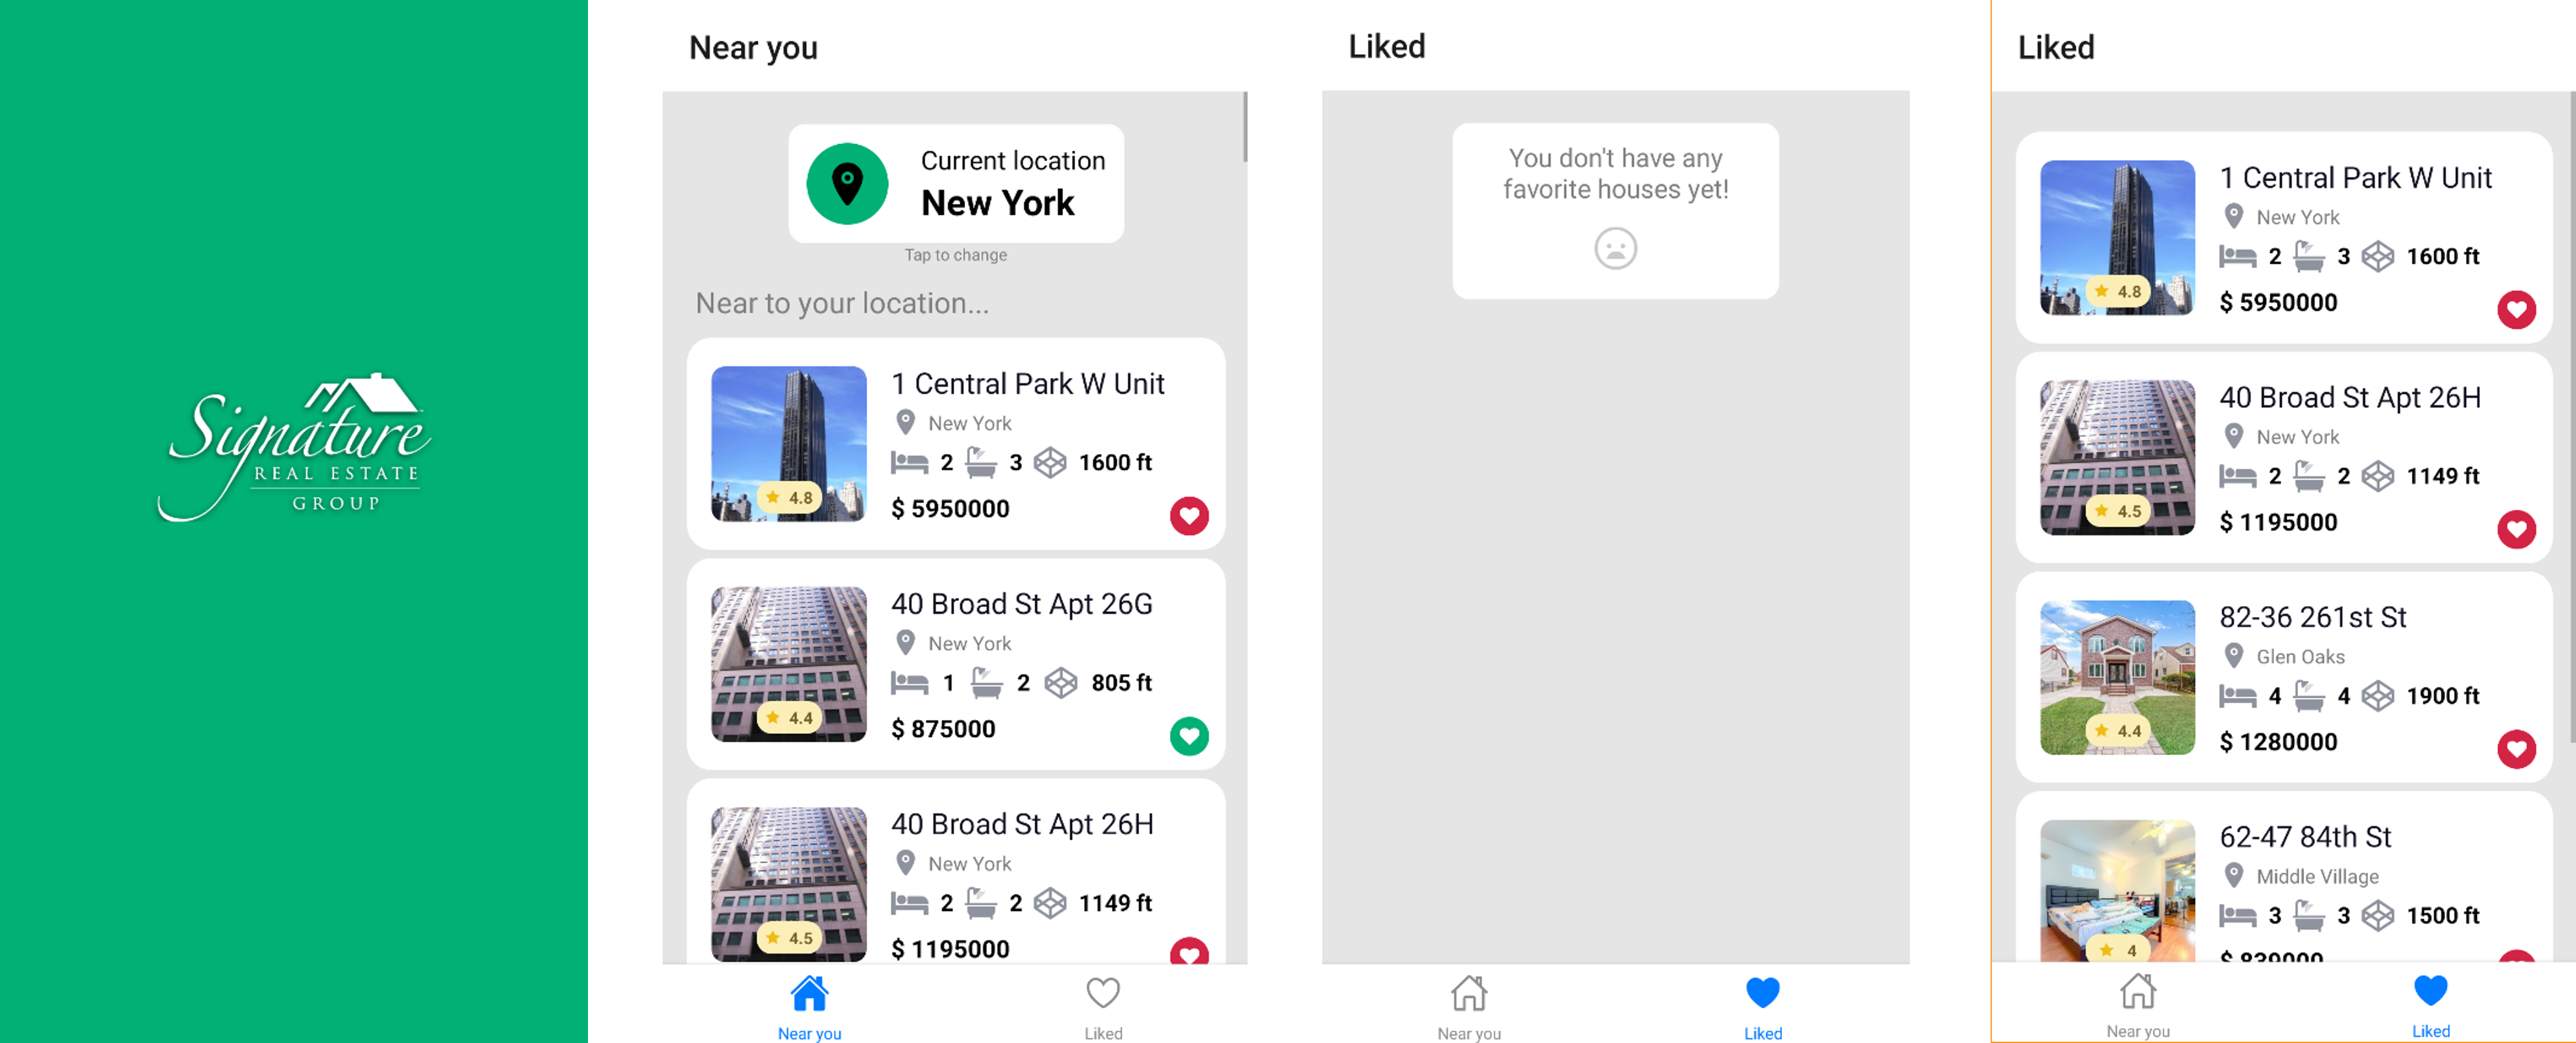 Signature
REAL ESTATE
GROUP
Near you
Current location
New York
Tap to change
Near to your location...
1 Central Park W Unit
New York
2 3 1600 ft
4.8
$ 5950000
40 Broad St Apt 26G
New York
1 2 805 ft
4.4
$ 875000
40 Broad St Apt 26H
New York
2 2 1149 ft
4.5
$ 1195000
Near you
Liked
Liked
You don't have any
favorite houses yet!
Near you
Liked
Liked
1 Central Park W Unit
New York
2 3 1600 ft
4.8
$ 5950000
40 Broad St Apt 26H
New York
2 2 1149 ft
4.5
$ 1195000
82-36 261st St
Glen Oaks
4 4 1900 ft
4.4
$ 1280000
62-47 84th St
Middle Village
3 3 1500 ft
4
Near you
Liked